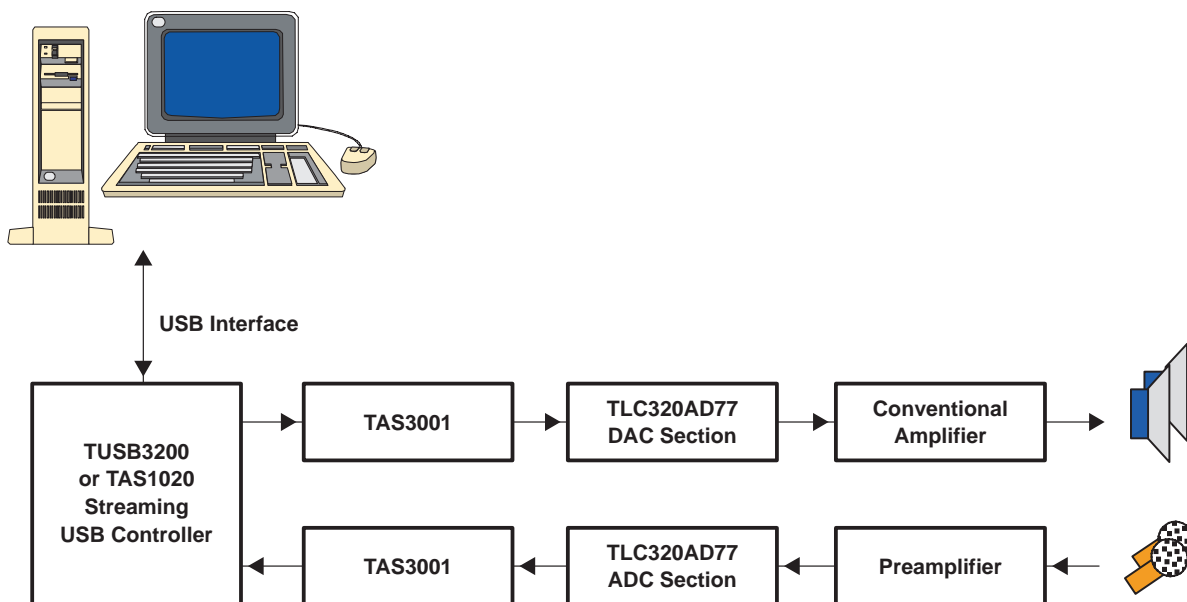 USB Interface
TUSB3200
or TAS1020
Streaming
USB Controller
TAS3001
TLC320AD77
DAC Section
Conventional
Amplifier
TAS3001
TLC320AD77
ADC Section
Preamplifier